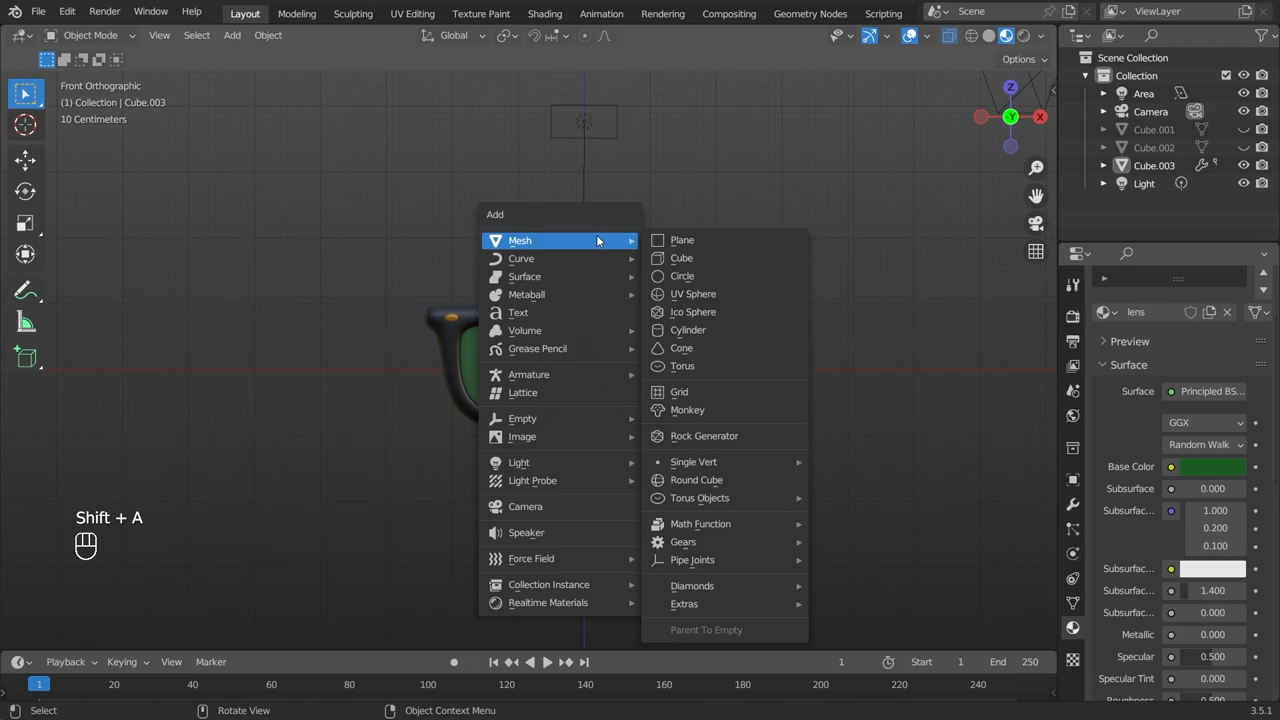 File Edit Render Window Help Layout Modeling Sculpting UV Editing Texture Paint Shading Animation Rendering Compositing Geometry Nodes Scripting Scene ViewLayer
Object Mode View Select Add Object Global
Options
Front Orthographic
(1) Collection | Cube.003
10 Centimeters
Z
Y
X
Scene Collection
Collection
Area
Camera
Cube.001
Cube.002
Cube.003
Light
Add
Mesh
Curve
Surface
Metaball
Text
Volume
Grease Pencil
Armature
Lattice
Empty
Image
Light
Light Probe
Camera
Speaker
Force Field
Collection Instance
Realtime Materials
Plane
Cube
Circle
UV Sphere
Ico Sphere
Cylinder
Cone
Torus
Grid
Monkey
Rock Generator
Single Vert
Round Cube
Torus Objects
Math Function
Gears
Pipe Joints
Diamonds
Extras
Parent To Empty
Shift + A
lens
Preview
Surface
Surface Principled BS...
GGX
Random Walk
Base Color
Subsurface 0.000
Subsurfac... 1.000
0.200
0.100
Subsurfac...
Subsurfac... 1.400
Subsurfac... 0.000
Metallic 0.000
Specular 0.500
Specular Tint 0.000
Playback Keying View Marker 1 Start 1 End 250
1 20 40 60 80 100 120 140 160 180 200 220 240
Select Rotate View Object Context Menu 3.5.1